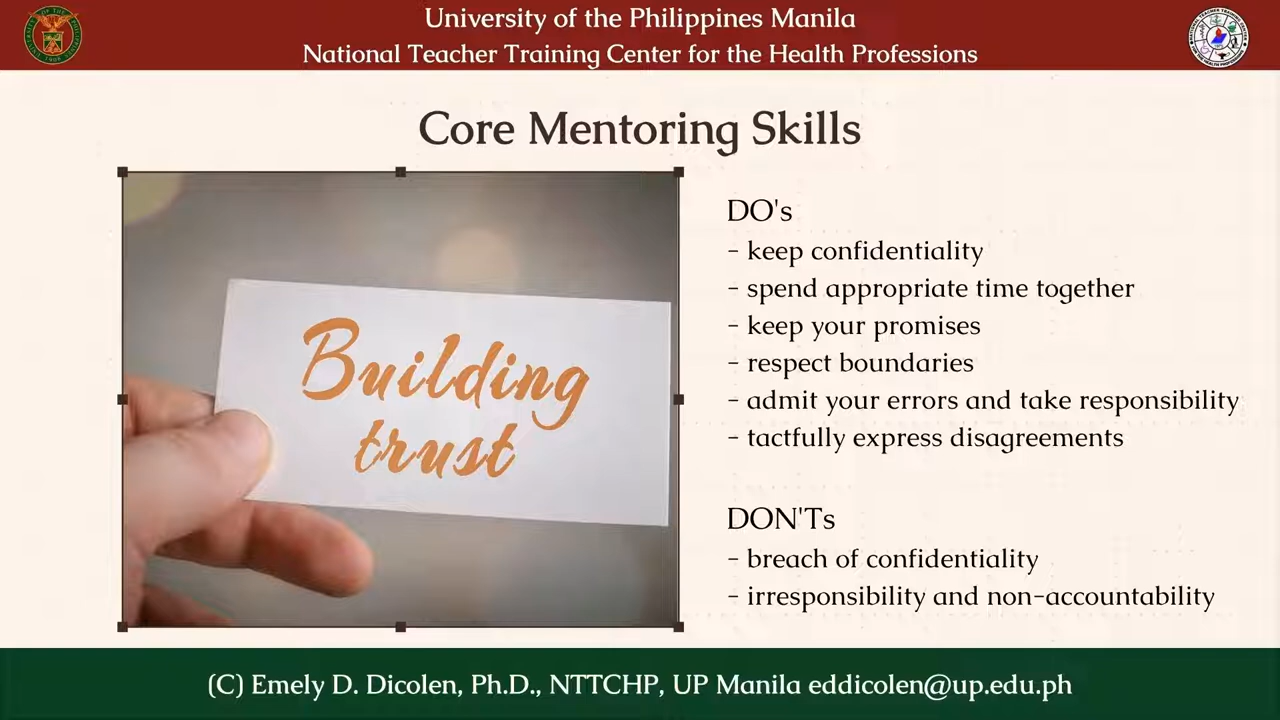 University of the Philippines Manila
National Teacher Training Center for the Health Professions
Core Mentoring Skills
Building
trust
DO's
- keep confidentiality
- spend appropriate time together
- keep your promises
- respect boundaries
- admit your errors and take responsibility
- tactfully express disagreements
DON'Ts
- breach of confidentiality
- irresponsibility and non-accountability
(C) Emely D. Dicolen, Ph.D., NTTCHP, UP Manila eddicolen@up.edu.ph